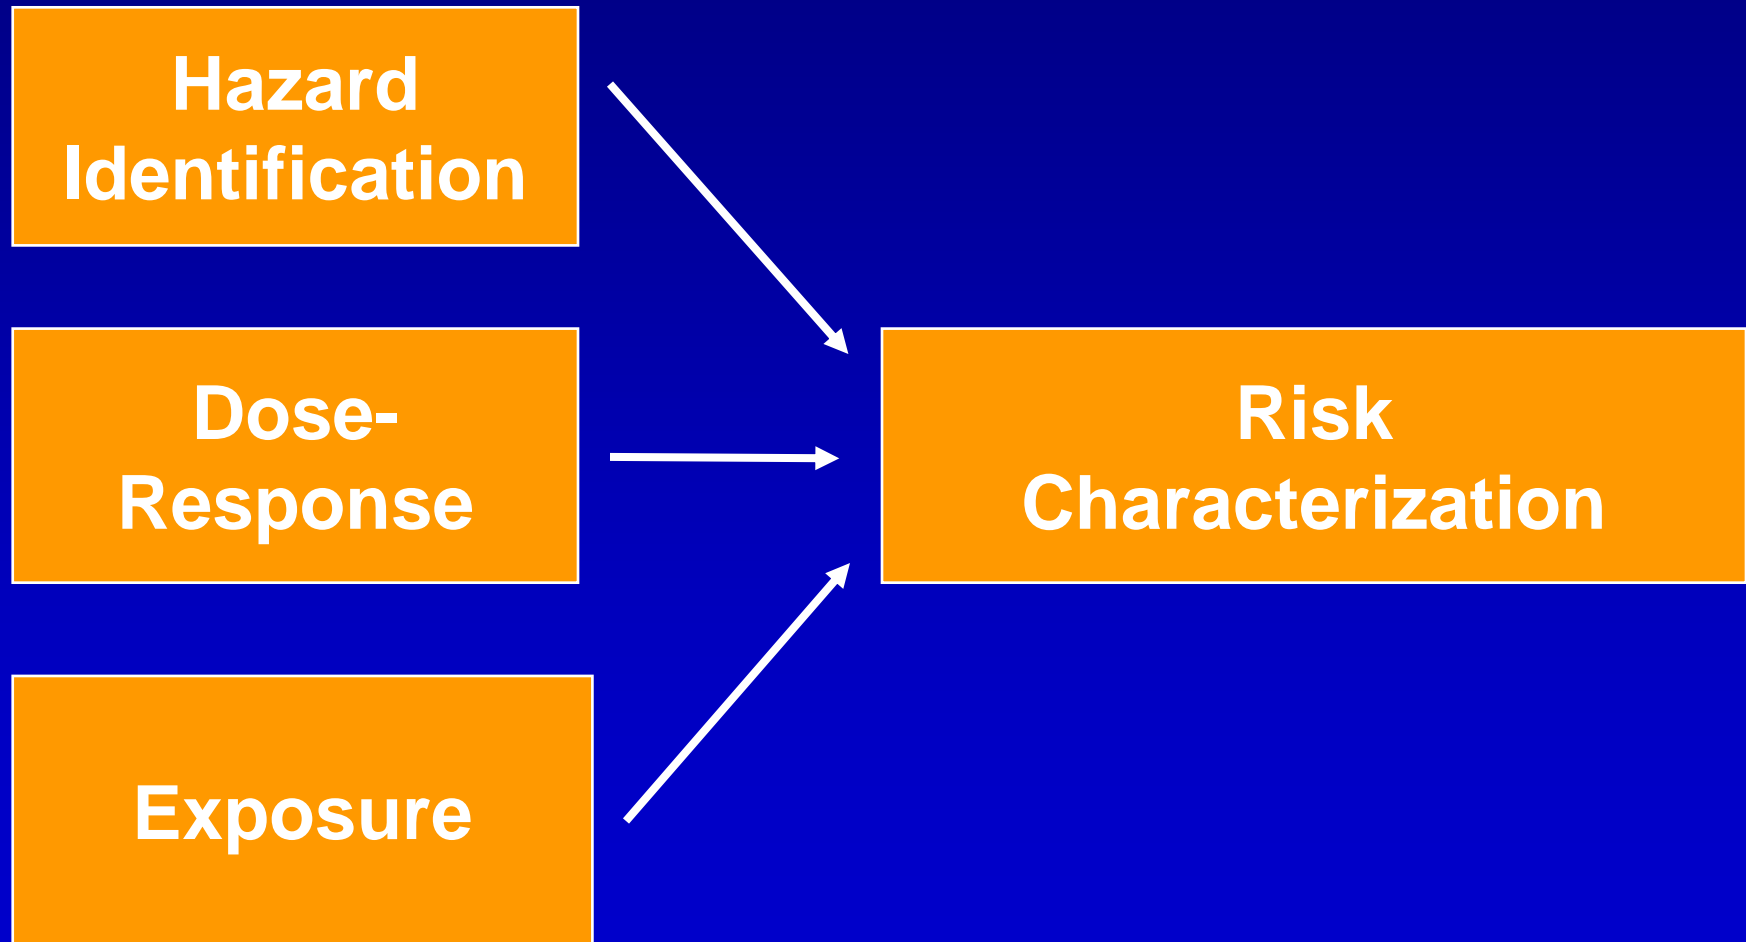 Hazard
Identification
Dose-
Response
Risk
Characterization
Exposure